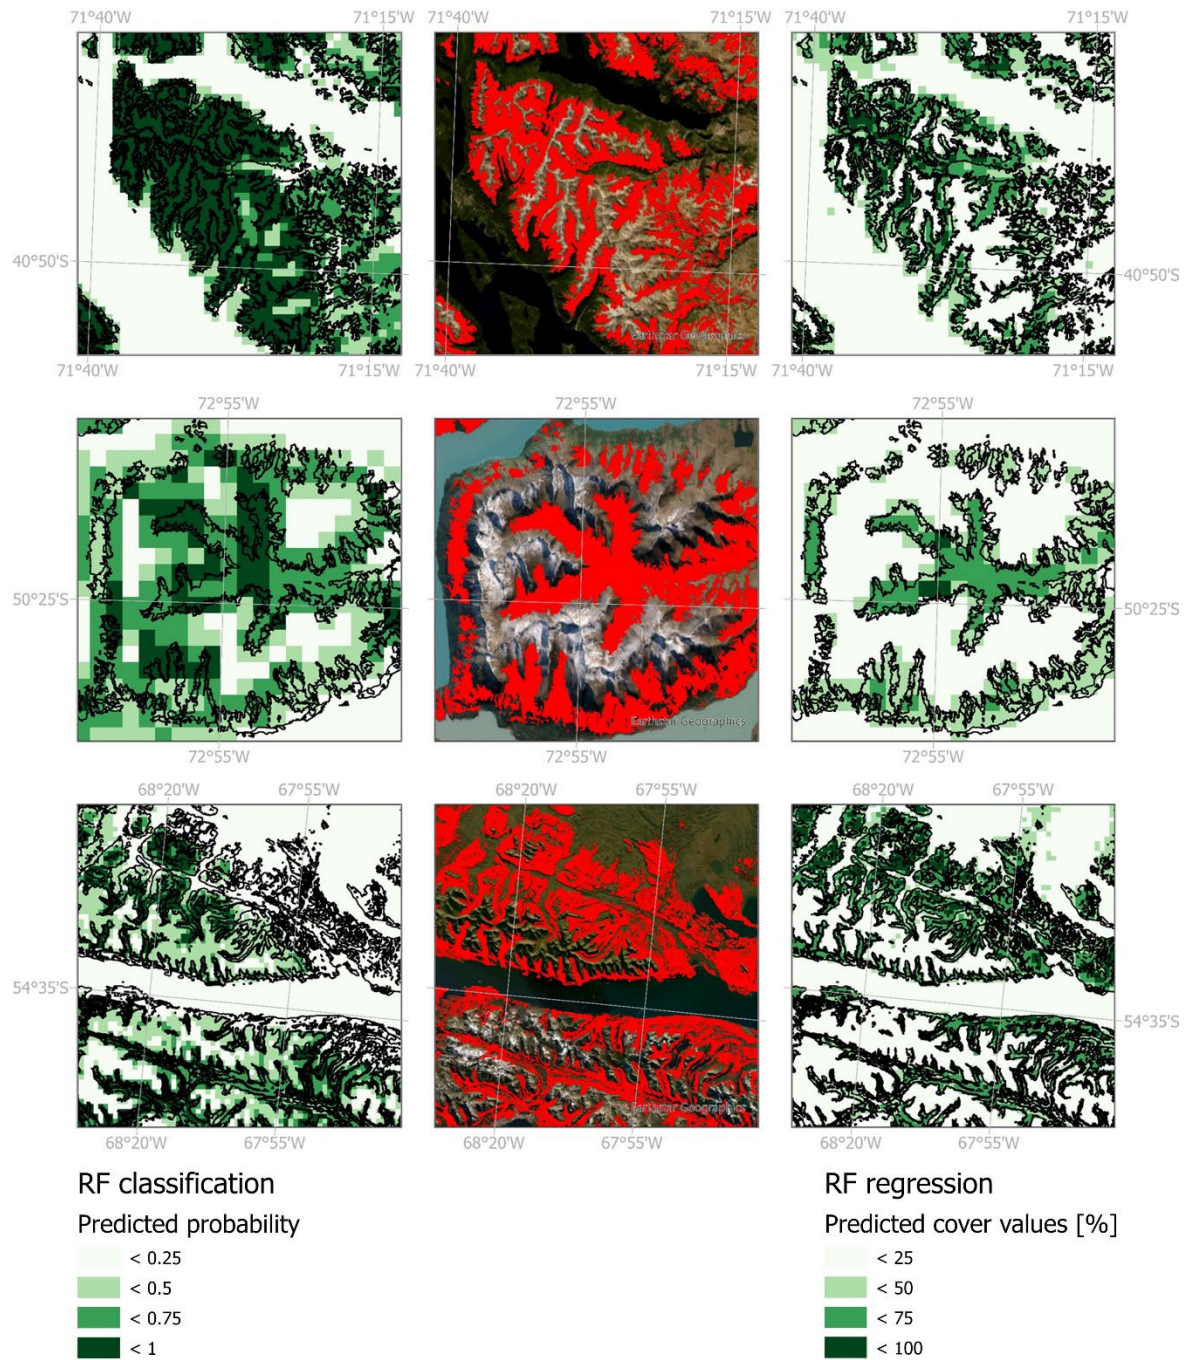 71°40'W 71°15'W 71°40'W 71°15'W 71°40'W 71°15'W
40°50'S 40°50'S
Earthstar Geographics
71°40'W 71°15'W 71°40'W 71°15'W 71°40'W 71°15'W
72°55'W 72°55'W 72°55'W
50°25'S 50°25'S
Earthstar Geographics
72°55'W 72°55'W 72°55'W
68°20'W 67°55'W 68°20'W 67°55'W 68°20'W 67°55'W
54°35'S 54°35'S
Earthstar Geographics
68°20'W 67°55'W 68°20'W 67°55'W 68°20'W 67°55'W
RF classification
Predicted probability
< 0.25
< 0.5
< 0.75
< 1
RF regression
Predicted cover values [%]
< 25
< 50
< 75
< 100